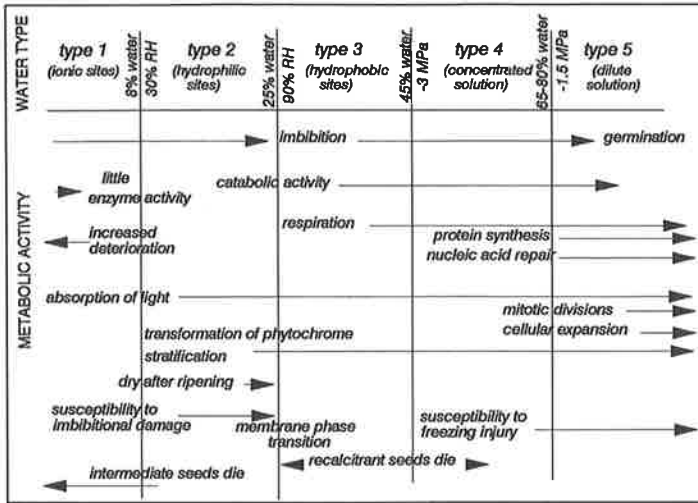 WATER TYPE
type 1
(ionic sites)
8% water
30% RH
type 2
(hydrophilic
sites)
25% water
90% RH
type 3
(hydrophobic
sites)
45% water
-3 MPa
type 4
(concentrated
solution)
65-80% water
-1.5 MPa
type 5
(dilute
solution)
METABOLIC ACTIVITY
imbibition
germination
little
enzyme activity
catabolic activity
increased
deterioration
respiration
protein synthesis
nucleic acid repair
absorption of light
mitotic divisions
cellular expansion
transformation of phytochrome
stratification
dry after ripening
susceptibility to
imbibitional damage
membrane phase
transition
susceptibility to
freezing injury
recalcitrant seeds die
intermediate seeds die